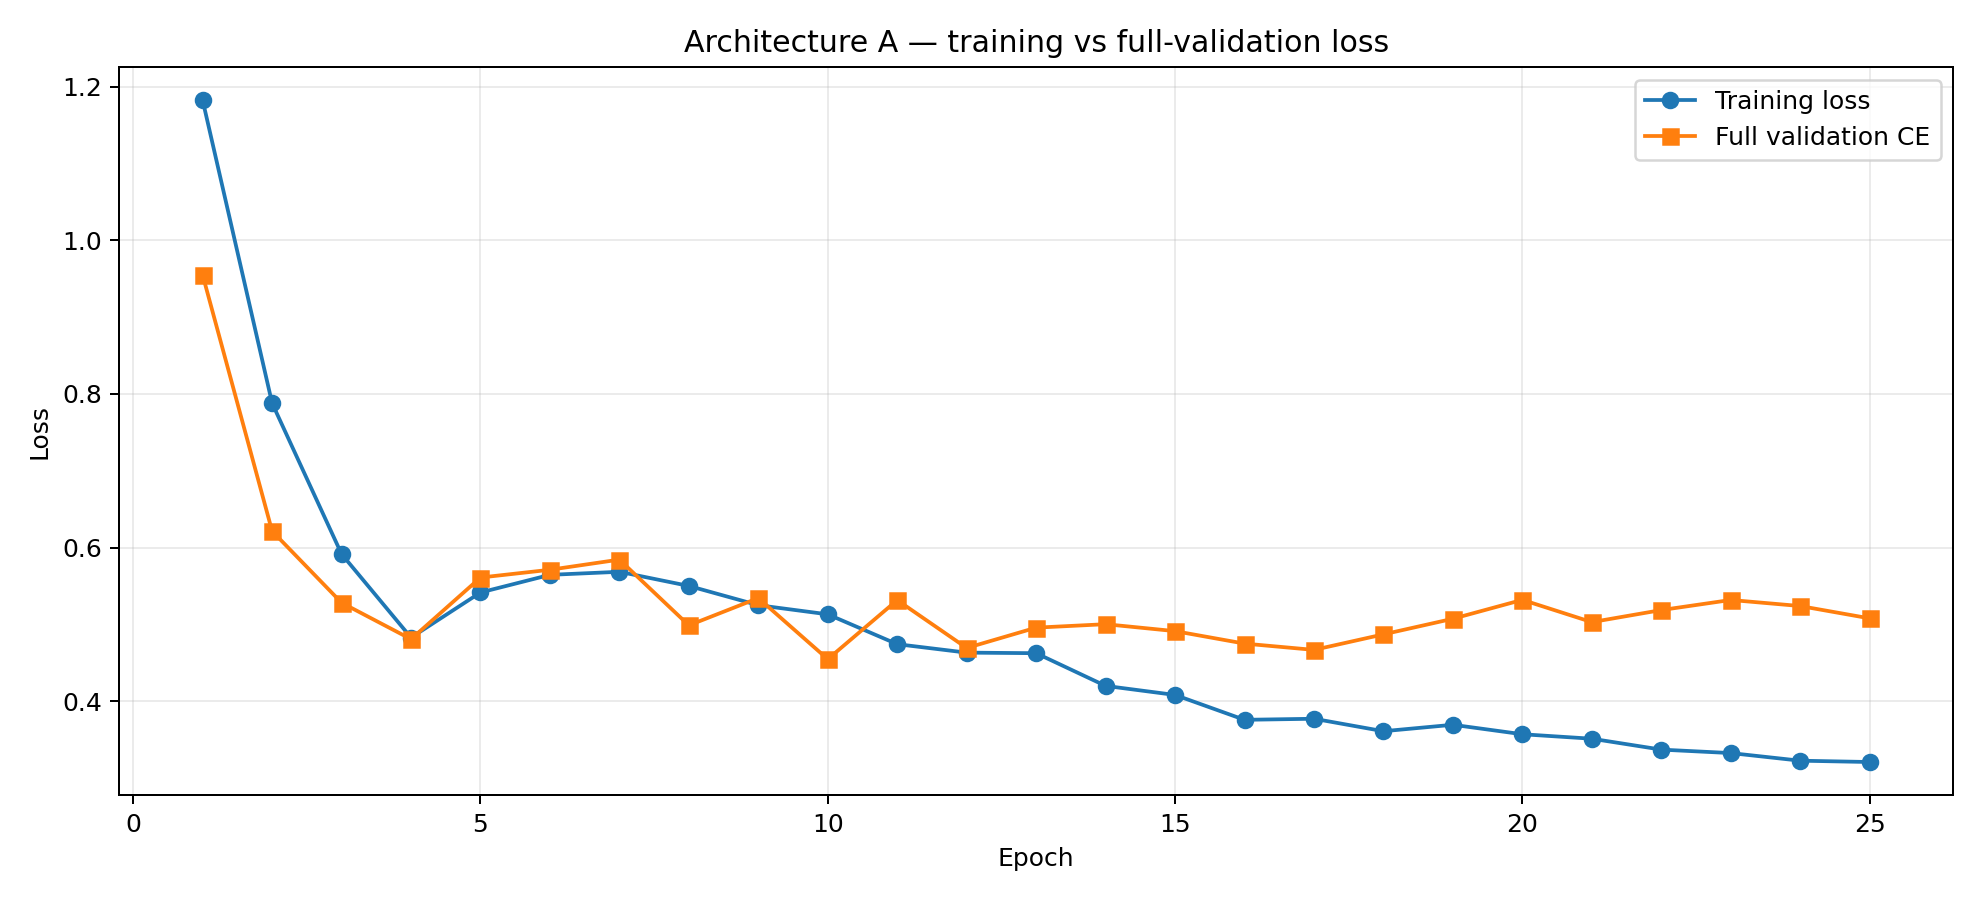 Architecture A — training vs full-validation loss
Training loss
Full validation CE
Loss
1.2
1.0
0.8
0.6
0.4
0
5
10
15
20
25
Epoch